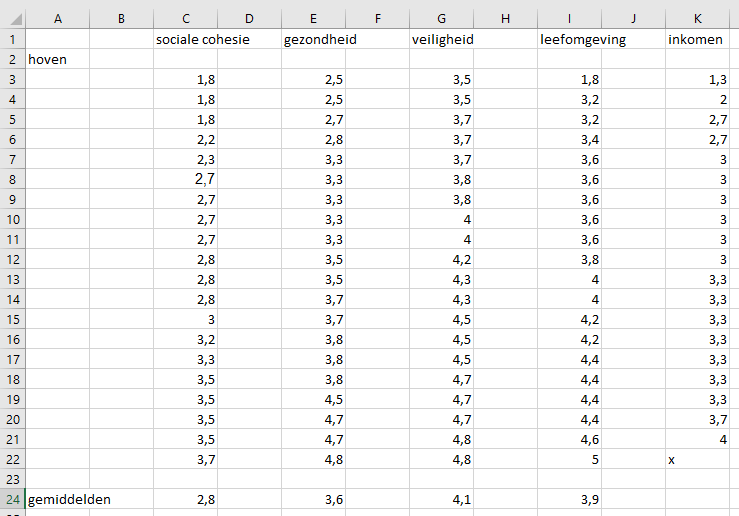 A B C D E F G H I J K
1 sociale cohesie gezondheid veiligheid leefomgeving inkomen
2 hoven
3 1,8 2,5 3,5 1,8 1,3
4 1,8 2,5 3,5 3,2 2
5 1,8 2,7 3,7 3,2 2,7
6 2,2 2,8 3,7 3,4 2,7
7 2,3 3,3 3,7 3,6 3
8 2,7 3,3 3,8 3,6 3
9 2,7 3,3 3,8 3,6 3
10 2,7 3,3 4 3,6 3
11 2,7 3,3 4 3,6 3
12 2,8 3,5 4,2 3,8 3
13 2,8 3,5 4,3 4 3,3
14 2,8 3,7 4,3 4 3,3
15 3 3,7 4,5 4,2 3,3
16 3,2 3,8 4,5 4,2 3,3
17 3,3 3,8 4,5 4,4 3,3
18 3,5 3,8 4,7 4,4 3,3
19 3,5 4,5 4,7 4,4 3,3
20 3,5 4,7 4,7 4,4 3,7
21 3,5 4,7 4,8 4,6 4
22 3,7 4,8 4,8 5 x
23
24 gemiddelden 2,8 3,6 4,1 3,9